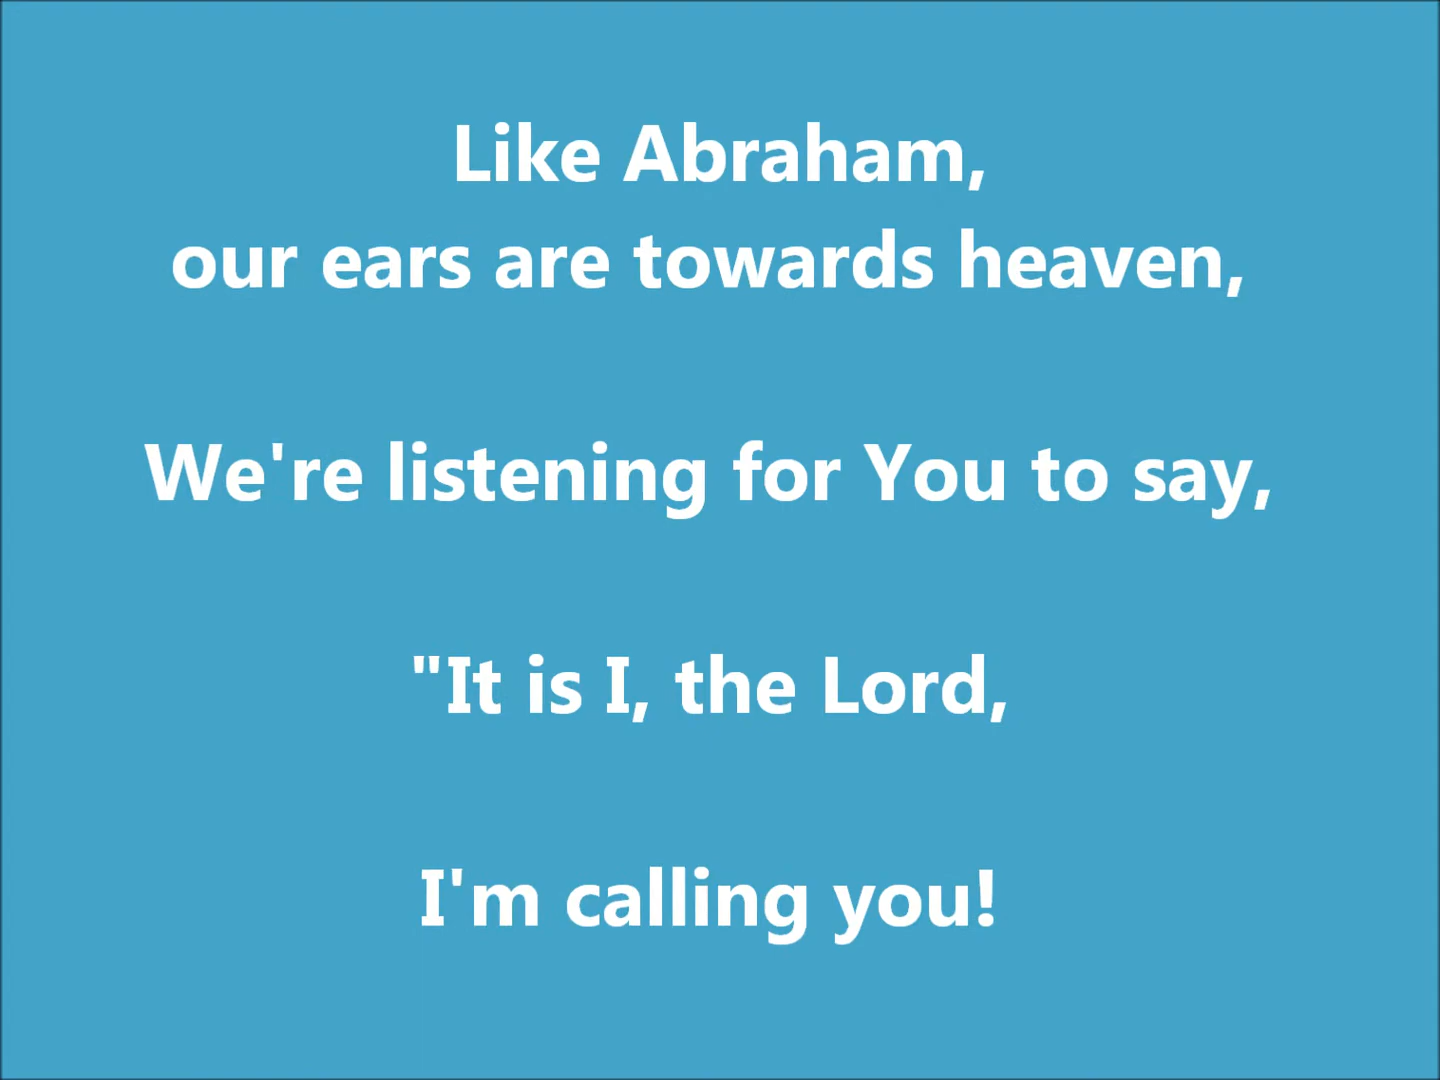 Like Abraham,
our ears are towards heaven,
We're listening for You to say,
"It is I, the Lord,
I'm calling you!